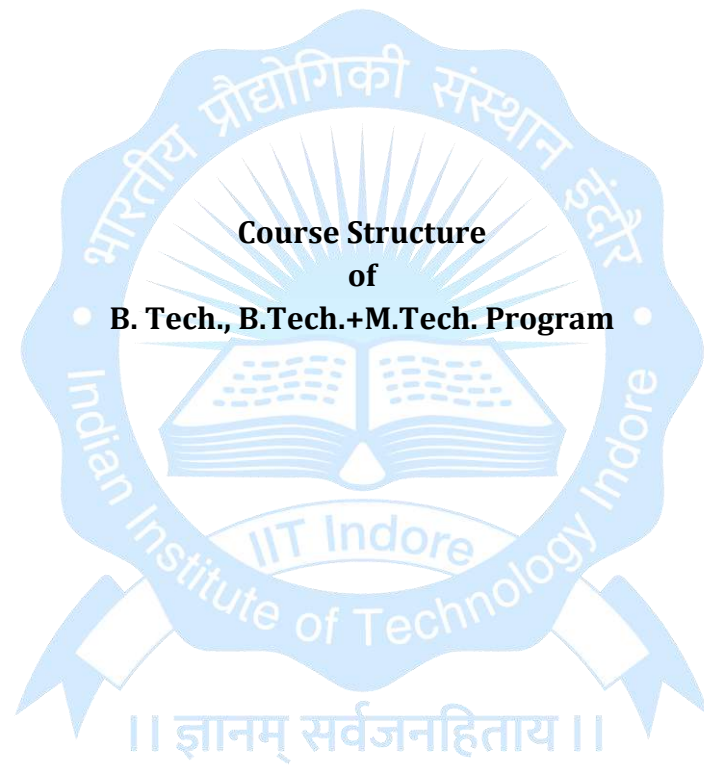 भारतीय प्रौद्योगिकी संस्थान इंदौर
Course Structure
of
B. Tech., B.Tech.+M.Tech. Program
IIT Indore
Indian Institute of Technology Indore
।। ज्ञानम् सर्वजनहिताय ।।